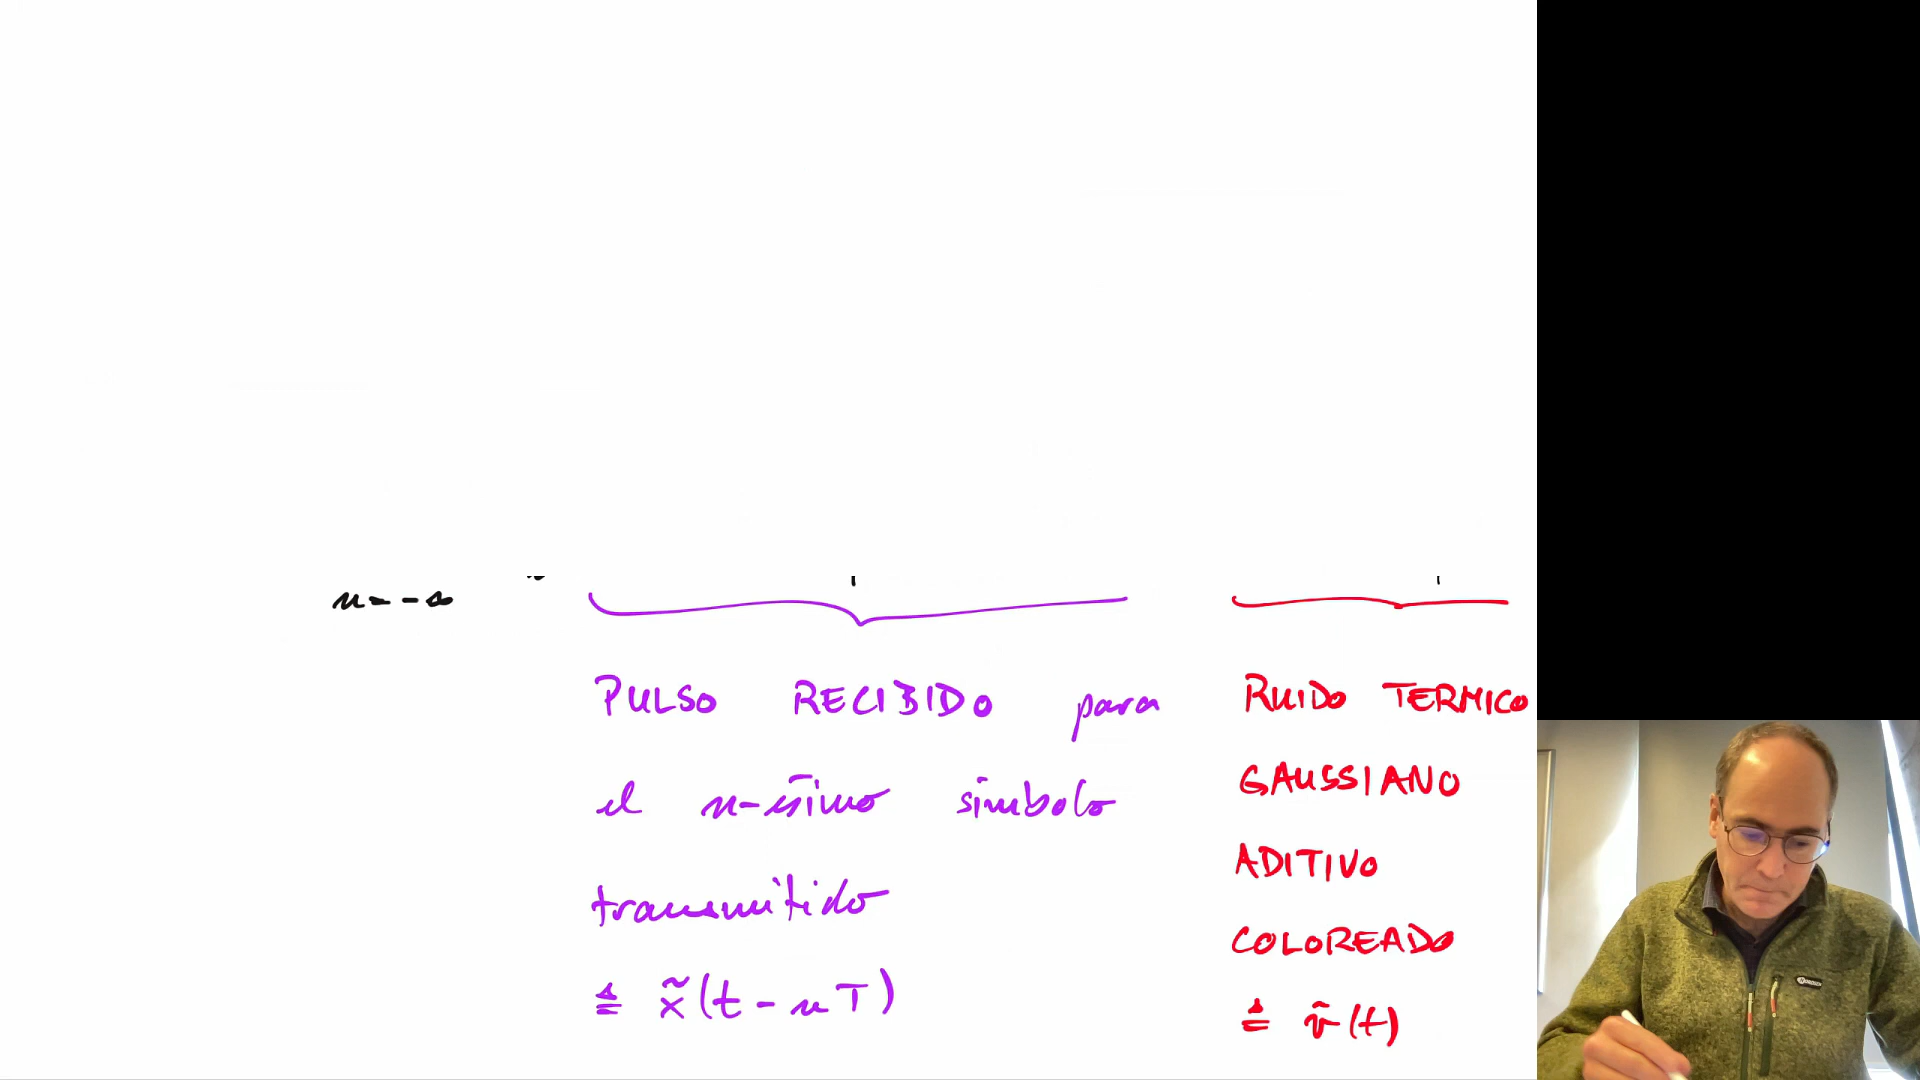 n=-∞
PULSO RECIBIDO para
el n-ésimo símbolo
transmitido
≜ x̃(t-nT)
RUIDO TERMICO
GAUSSIANO
ADITIVO
COLOREADO
≜ ṽ(t)